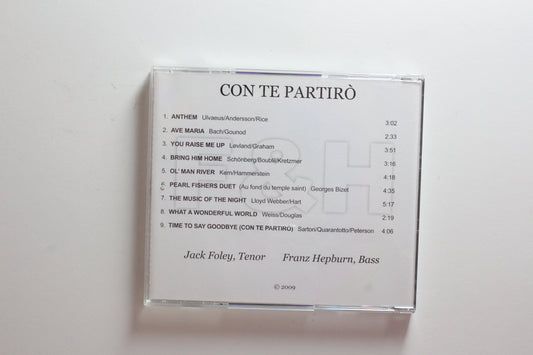 CON TE PARTIRÒ
F&H
1. ANTHEM Ulvaeus/Andersson/Rice 3:02
2. AVE MARIA Bach/Gounod 2:33
3. YOU RAISE ME UP Løvland/Graham 3:51
4. BRING HIM HOME Schönberg/Boublil/Kretzmer 3:16
5. OL' MAN RIVER Kern/Hammerstein 4:18
6. PEARL FISHERS DUET (Au fond du temple saint) Georges Bizet 4:35
7. THE MUSIC OF THE NIGHT Lloyd Webber/Hart 5:17
8. WHAT A WONDERFUL WORLD Weiss/Douglas 2:19
9. TIME TO SAY GOODBYE (CON TE PARTIRÓ) Sartori/Quarantotto/Peterson 4:06
Jack Foley, Tenor Franz Hepburn, Bass
© 2009